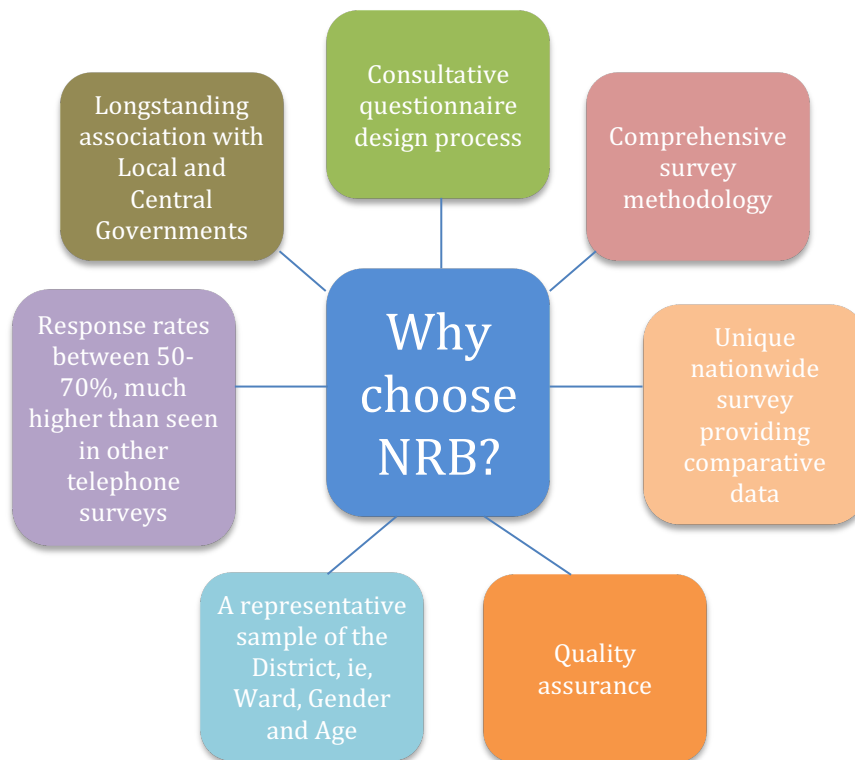 Consultative
questionnaire
design process
Longstanding
association with
Local and
Central
Governments
Comprehensive
survey
methodology
Why
choose
NRB?
Response rates
between 50-
70%, much
higher than seen
in other
telephone
surveys
Unique
nationwide
survey
providing
comparative
data
A representative
sample of the
District, ie,
Ward, Gender
and Age
Quality
assurance